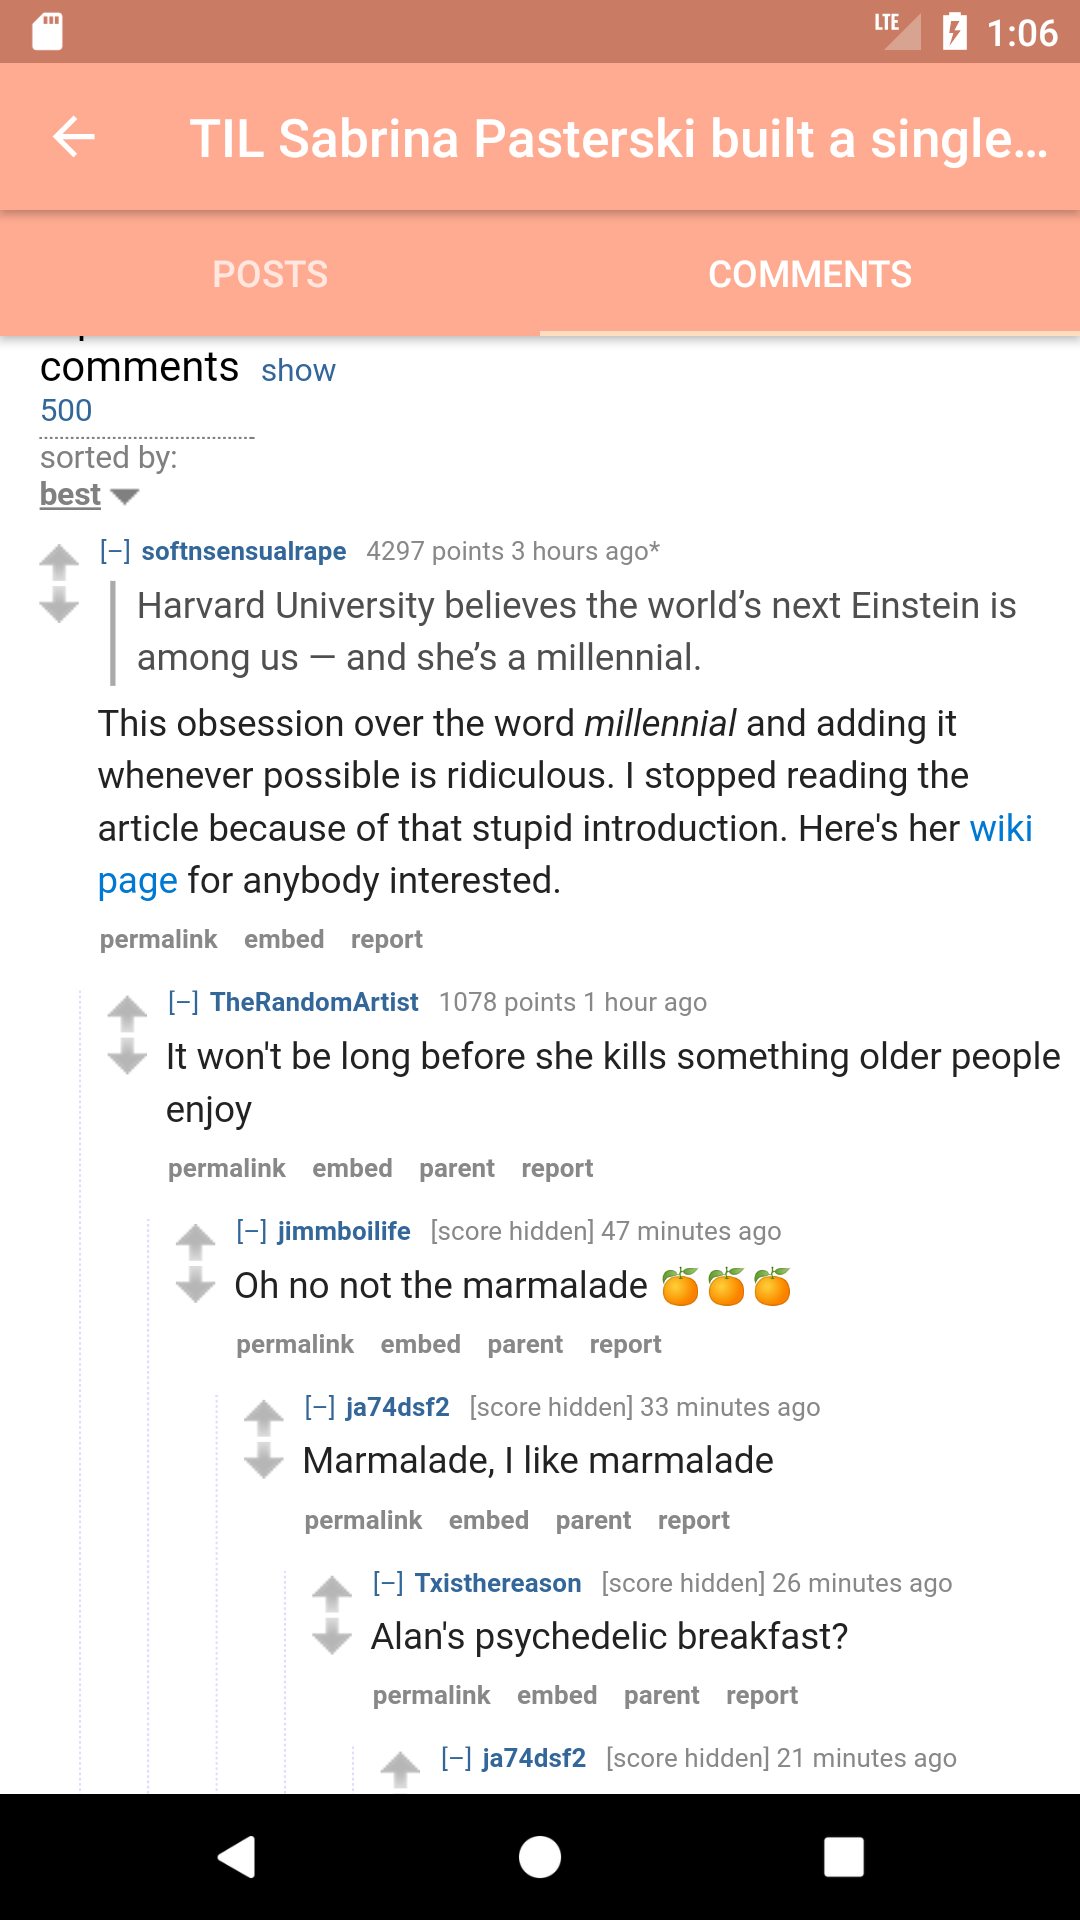 LTE 1:06
TIL Sabrina Pasterski built a single...
POSTS COMMENTS
comments show
500
sorted by:
best
[–] softnsensualrape 4297 points 3 hours ago*
Harvard University believes the world’s next Einstein is
among us — and she’s a millennial.
This obsession over the word millennial and adding it
whenever possible is ridiculous. I stopped reading the
article because of that stupid introduction. Here's her wiki
page for anybody interested.
permalink embed report
[–] TheRandomArtist 1078 points 1 hour ago
It won't be long before she kills something older people
enjoy
permalink embed parent report
[–] jimmboilife [score hidden] 47 minutes ago
Oh no not the marmalade 🍊🍊🍊
permalink embed parent report
[–] ja74dsf2 [score hidden] 33 minutes ago
Marmalade, I like marmalade
permalink embed parent report
[–] Txisthereason [score hidden] 26 minutes ago
Alan's psychedelic breakfast?
permalink embed parent report
[–] ja74dsf2 [score hidden] 21 minutes ago